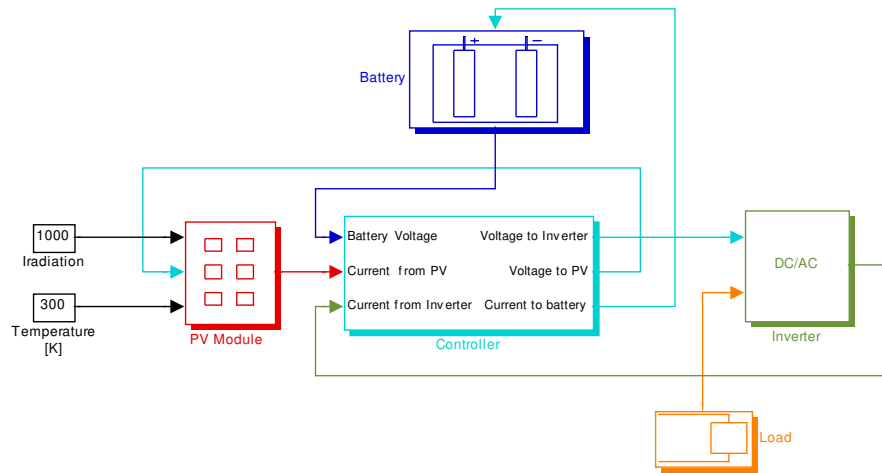 + −
Battery
1000
Iradiation
300
Temperature
[K]
PV Module
Battery Voltage
Current from PV
Current from Inverter
Voltage to Inverter
Voltage to PV
Current to battery
Controller
DC/AC
Inverter
Load